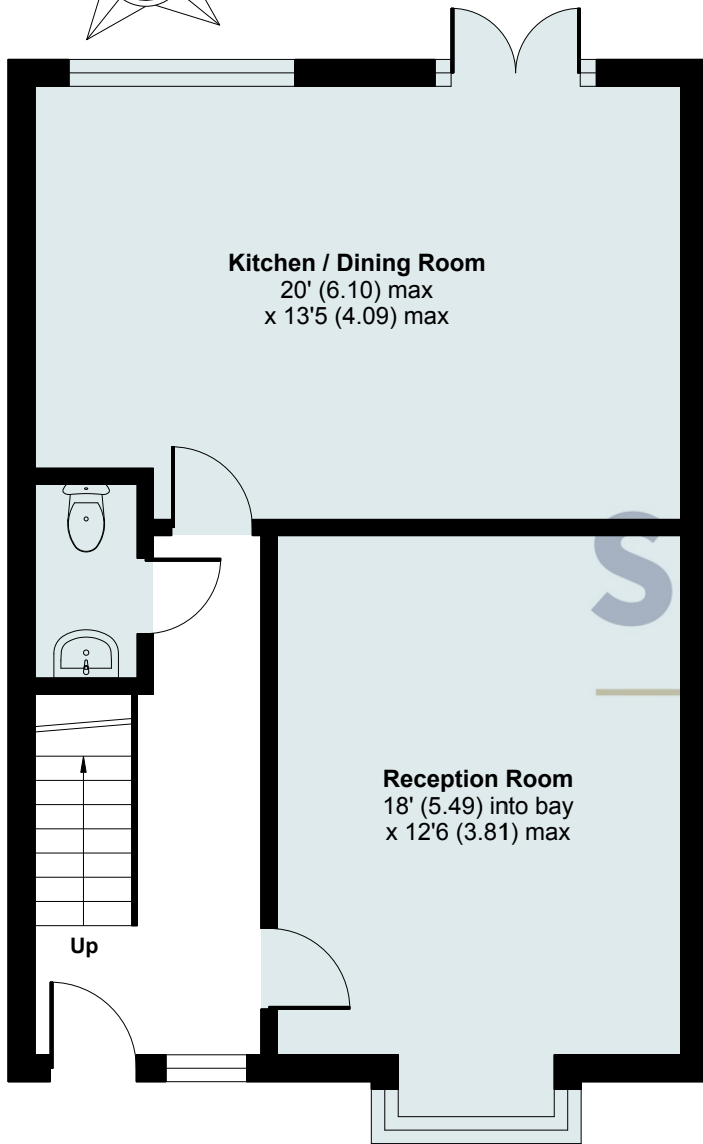 Kitchen / Dining Room
20' (6.10) max
x 13'5 (4.09) max
S
Reception Room
18' (5.49) into bay
x 12'6 (3.81) max
Up